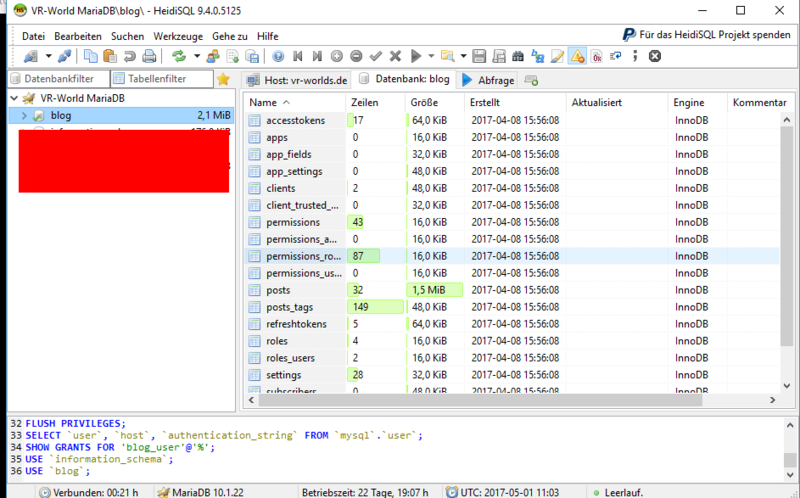 VR-World MariaDB\blog\ - HeidiSQL 9.4.0.5125
Datei Bearbeiten Suchen Werkzeuge Gehe zu Hilfe Für das HeidiSQL Projekt spenden
Datenbankfilter Tabellenfilter Host: vr-worlds.de Datenbank: blog Abfrage
VR-World MariaDB
blog 2,1 MiB
Name Zeilen Größe Erstellt Aktualisiert Engine Kommentar
accesstokens 17 64,0 KiB 2017-04-08 15:56:08 InnoDB
apps 0 16,0 KiB 2017-04-08 15:56:08 InnoDB
app_fields 0 32,0 KiB 2017-04-08 15:56:08 InnoDB
app_settings 0 48,0 KiB 2017-04-08 15:56:08 InnoDB
clients 2 48,0 KiB 2017-04-08 15:56:08 InnoDB
client_trusted_... 0 32,0 KiB 2017-04-08 15:56:08 InnoDB
permissions 43 16,0 KiB 2017-04-08 15:56:08 InnoDB
permissions_a... 0 16,0 KiB 2017-04-08 15:56:08 InnoDB
permissions_ro... 87 16,0 KiB 2017-04-08 15:56:08 InnoDB
permissions_us... 0 16,0 KiB 2017-04-08 15:56:08 InnoDB
posts 32 1,5 MiB 2017-04-08 15:56:08 InnoDB
posts_tags 149 48,0 KiB 2017-04-08 15:56:08 InnoDB
refreshtokens 5 64,0 KiB 2017-04-08 15:56:08 InnoDB
roles 4 16,0 KiB 2017-04-08 15:56:08 InnoDB
roles_users 2 16,0 KiB 2017-04-08 15:56:08 InnoDB
settings 28 32,0 KiB 2017-04-08 15:56:08 InnoDB
subscribers 0 48,0 KiB 2017-04-08 15:56:08 InnoDB
32 FLUSH PRIVILEGES;
33 SELECT `user`, `host`, `authentication_string` FROM `mysql`.`user`;
34 SHOW GRANTS FOR 'blog_user'@'%';
35 USE `information_schema`;
36 USE `blog`;
Verbunden: 00:21 h MariaDB 10.1.22 Betriebszeit: 22 Tage, 19:07 h UTC: 2017-05-01 11:03 Leerlauf.